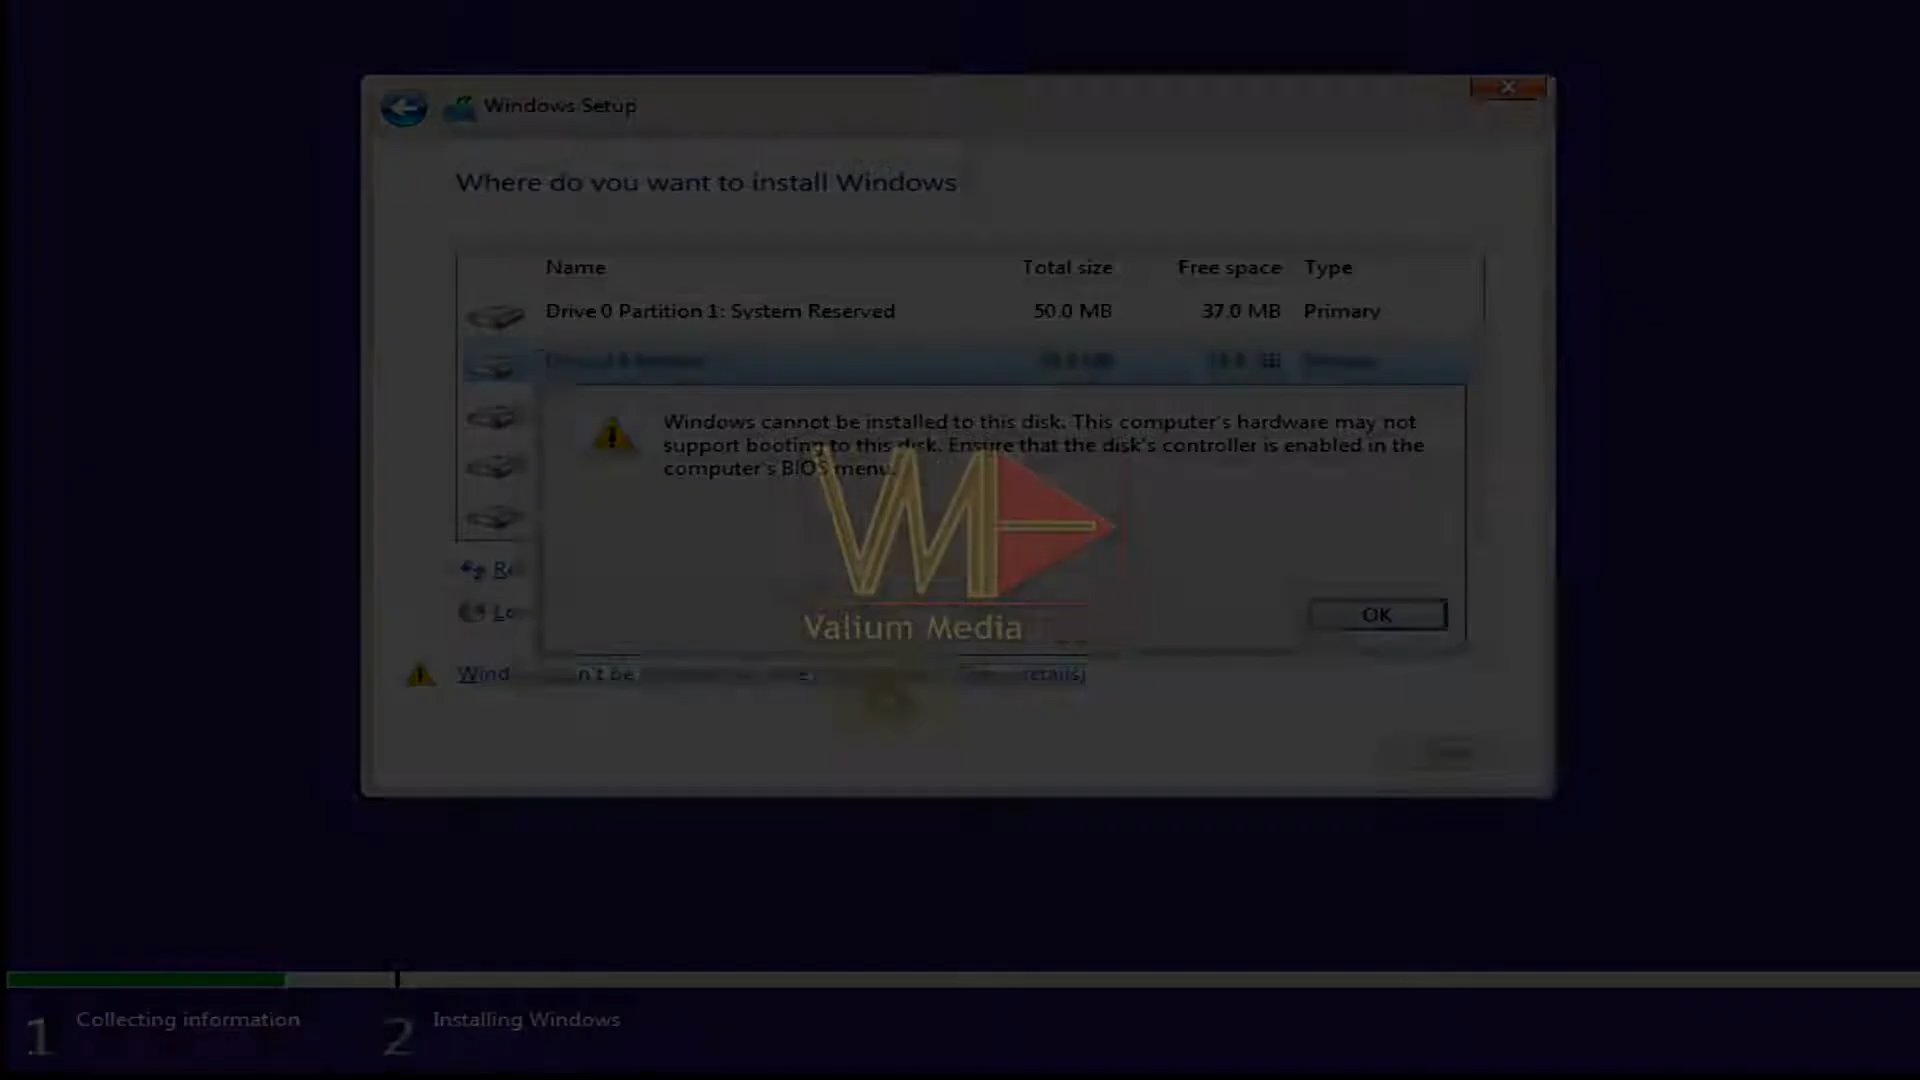 Windows Setup
Where do you want to install Windows
Name Total size Free space Type
Drive 0 Partition 1: System Reserved 50.0 MB 37.0 MB Primary
Windows cannot be installed to this disk. This computer's hardware may not
support booting to this disk. Ensure that the disk's controller is enabled in the
computer's BIOS menu.
Valium Media
OK
1 Collecting information 2 Installing Windows